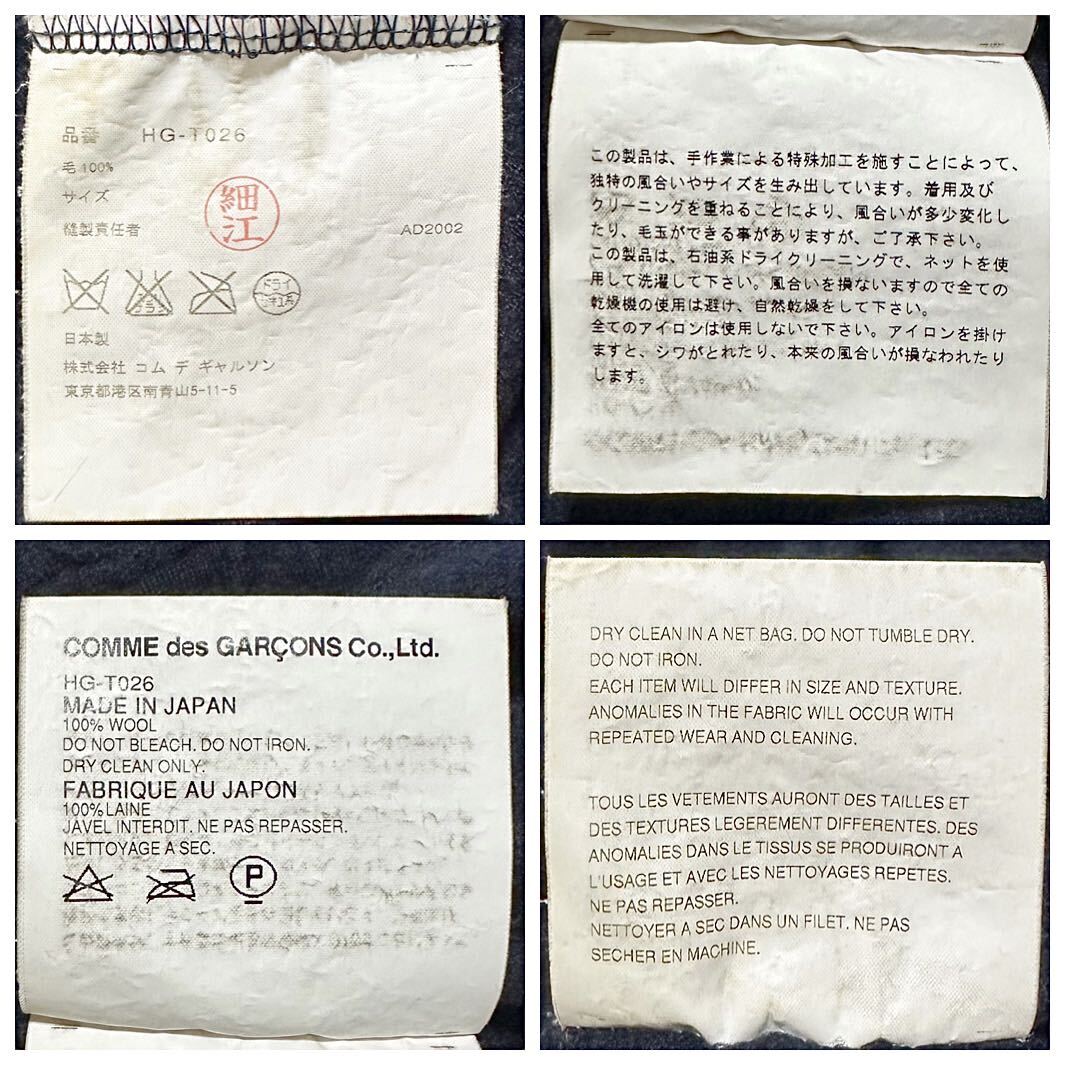 品番 HG-T026
毛100%
サイズ
縫製責任者 細江 AD2002
エンソサラシ ドライ セキユ系
日本製
株式会社 コム デ ギャルソン
東京都港区南青山5-11-5
この製品は、手作業による特殊加工を施すことによって、
独特の風合いやサイズを生み出しています。着用及び
クリーニングを重ねることにより、風合いが多少変化し
たり、毛玉ができる事がありますが、ご了承下さい。
この製品は、石油系ドライクリーニングで、ネットを使
用して洗濯して下さい。風合いを損ないますので全ての
乾燥機の使用は避け、自然乾燥をして下さい。
全てのアイロンは使用しないで下さい。アイロンを掛け
ますと、シワがとれたり、本来の風合いが損なわれたり
します。
COMME des GARÇONS Co.,Ltd.
HG-T026
MADE IN JAPAN
100% WOOL
DO NOT BLEACH. DO NOT IRON.
DRY CLEAN ONLY.
FABRIQUE AU JAPON
100% LAINE
JAVEL INTERDIT. NE PAS REPASSER.
NETTOYAGE A SEC.
P
DRY CLEAN IN A NET BAG. DO NOT TUMBLE DRY.
DO NOT IRON.
EACH ITEM WILL DIFFER IN SIZE AND TEXTURE.
ANOMALIES IN THE FABRIC WILL OCCUR WITH
REPEATED WEAR AND CLEANING.
TOUS LES VETEMENTS AURONT DES TAILLES ET
DES TEXTURES LEGEREMENT DIFFERENTES. DES
ANOMALIES DANS LE TISSUS SE PRODUIRONT A
L'USAGE ET AVEC LES NETTOYAGES REPETES.
NE PAS REPASSER.
NETTOYER A SEC DANS UN FILET. NE PAS
SECHER EN MACHINE.